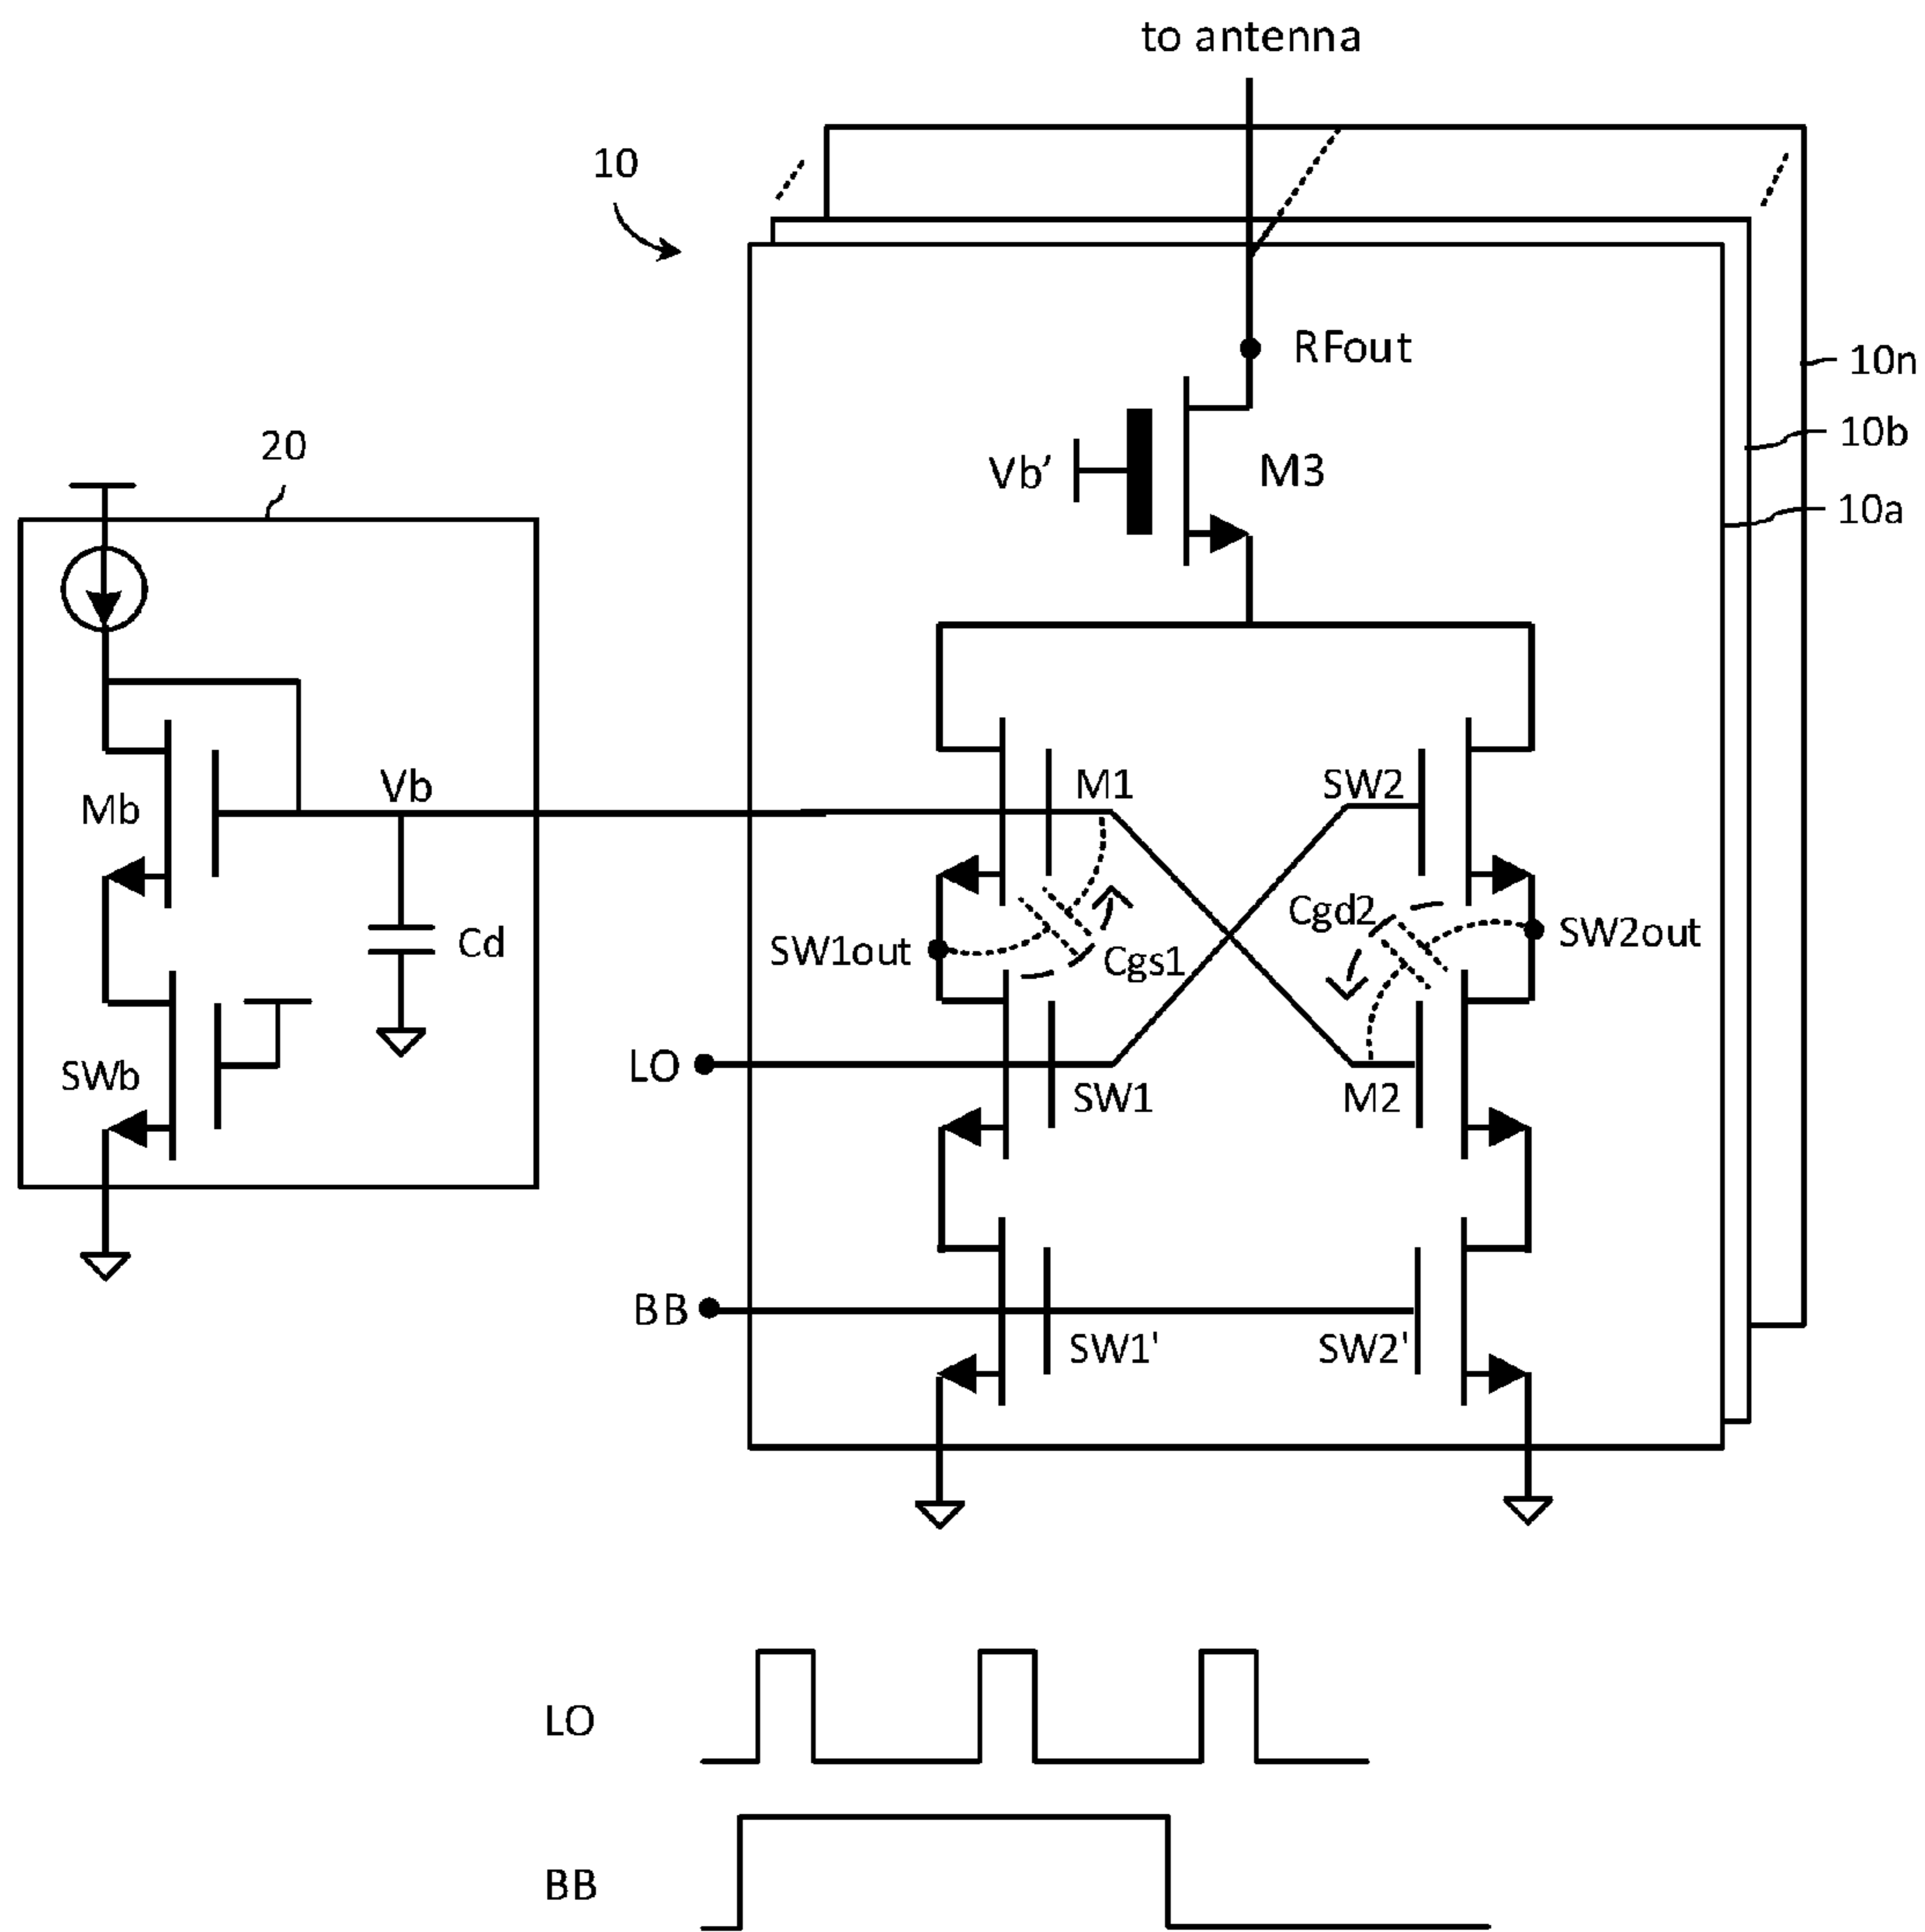 to antenna
10
RFout
10n
10b
20
Vb’
M3
10a
Vb
M1
SW2
Mb
Cgd2
SW1out
Cd
Cgs1
SW2out
LO
SWb
SW1
M2
BB
SW1'
SW2'
LO
BB